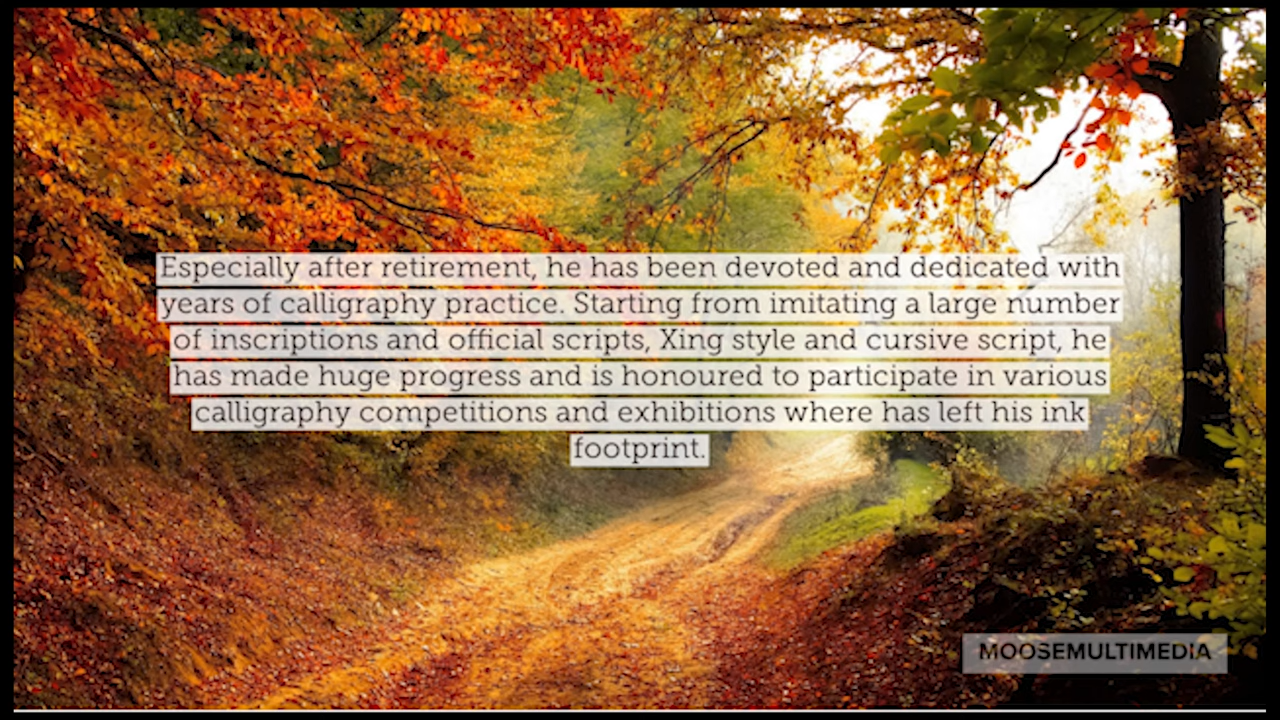 Especially after retirement, he has been devoted and dedicated with
years of calligraphy practice. Starting from imitating a large number
of inscriptions and official scripts, Xing style and cursive script, he
has made huge progress and is honoured to participate in various
calligraphy competitions and exhibitions where has left his ink
footprint.
MOOSEMULTIMEDIA